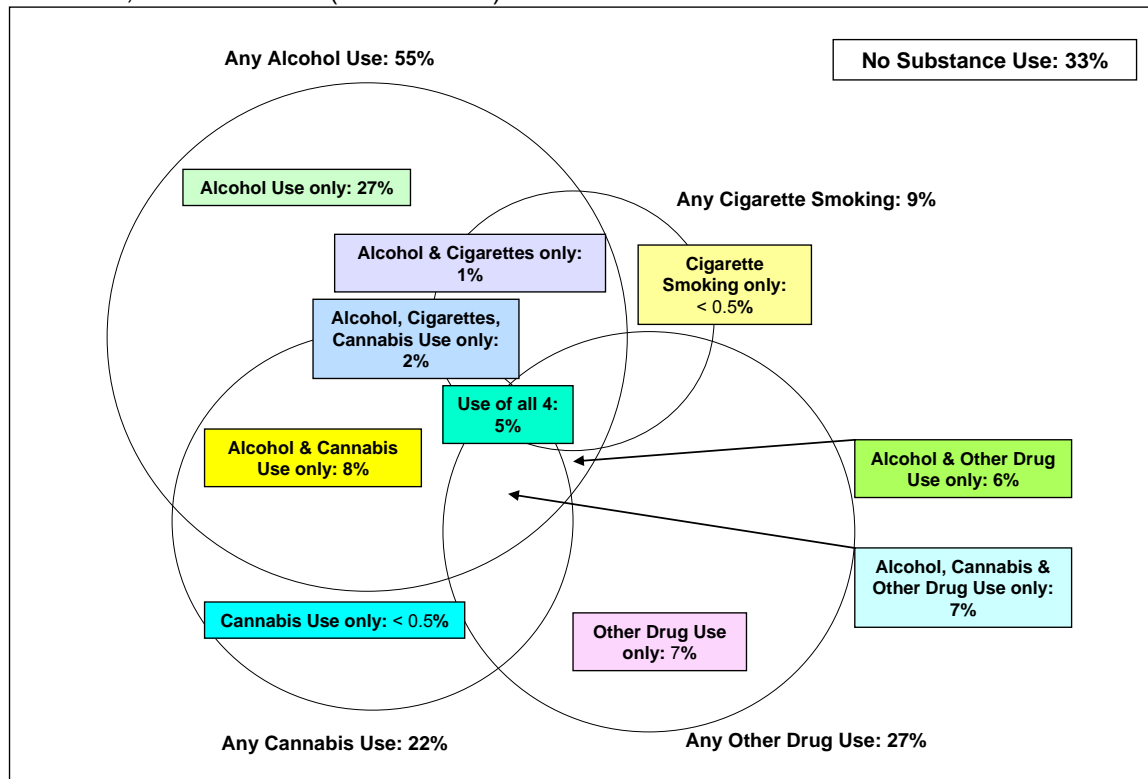 Any Alcohol Use: 55%
No Substance Use: 33%
Alcohol Use only: 27%
Any Cigarette Smoking: 9%
Alcohol & Cigarettes only:
1%
Cigarette
Smoking only:
< 0.5%
Alcohol, Cigarettes,
Cannabis Use only:
2%
Use of all 4:
5%
Alcohol & Cannabis
Use only: 8%
Alcohol & Other Drug
Use only: 6%
Alcohol, Cannabis &
Other Drug Use only:
7%
Cannabis Use only: < 0.5%
Other Drug Use
only: 7%
Any Cannabis Use: 22%
Any Other Drug Use: 27%